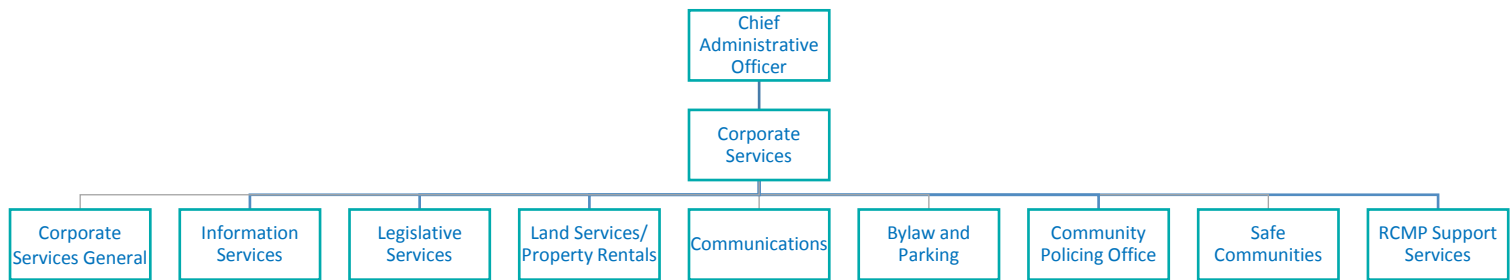 Chief
Administrative
Officer
Corporate
Services
Corporate
Services General
Information
Services
Legislative
Services
Land Services/
Property Rentals
Communications
Bylaw and
Parking
Community
Policing Office
Safe
Communities
RCMP Support
Services